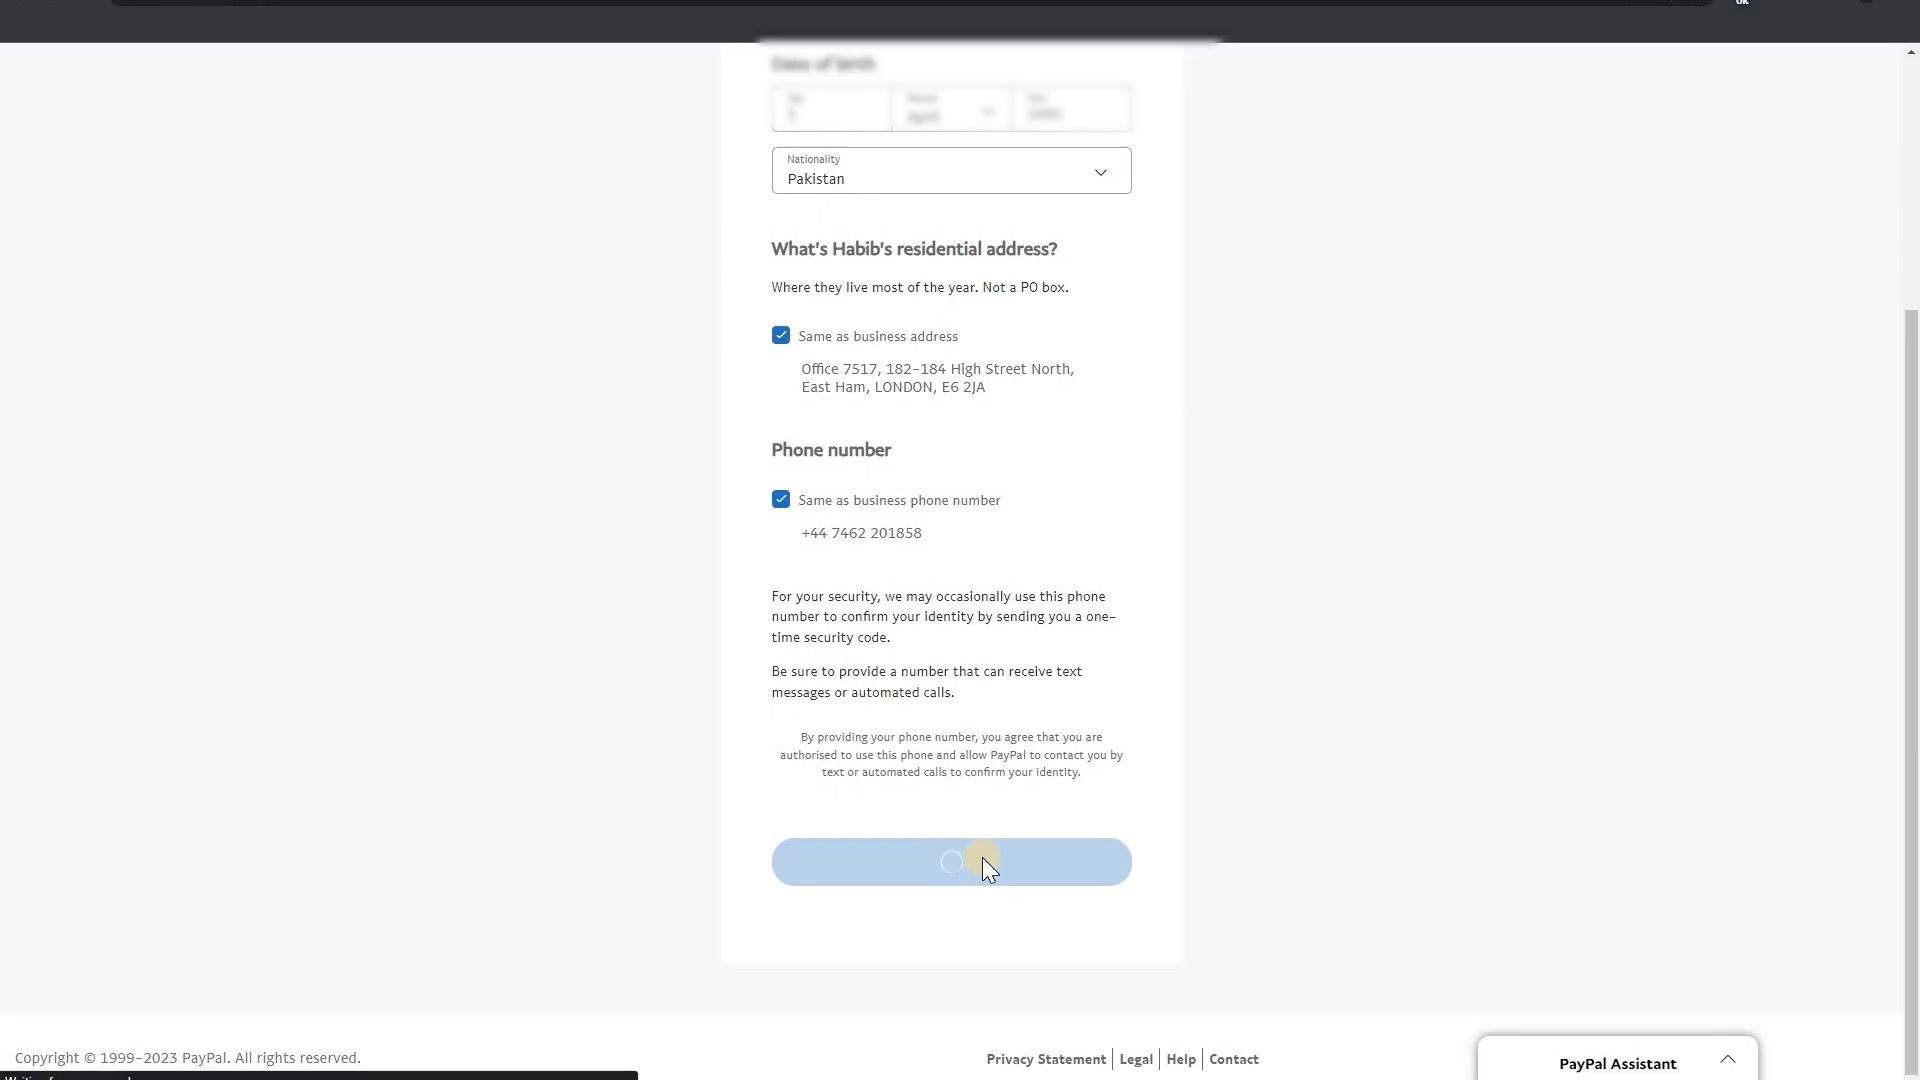 Date of birth
April
Nationality
Pakistan
What's Habib's residential address?
Where they live most of the year. Not a PO box.
Same as business address
Office 7517, 182-184 High Street North,
East Ham, LONDON, E6 2JA
Phone number
Same as business phone number
+44 7462 201858
For your security, we may occasionally use this phone
number to confirm your identity by sending you a one-
time security code.
Be sure to provide a number that can receive text
messages or automated calls.
By providing your phone number, you agree that you are
authorised to use this phone and allow PayPal to contact you by
text or automated calls to confirm your identity.
Copyright © 1999-2023 PayPal. All rights reserved.
Privacy Statement
Legal
Help
Contact
PayPal Assistant